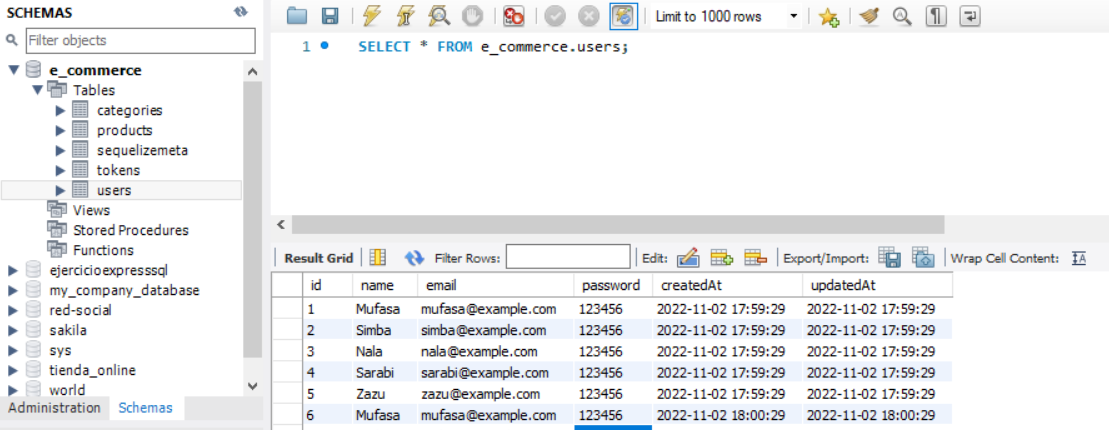 SCHEMAS
Filter objects
e_commerce
Tables
categories
products
sequelizemeta
tokens
users
Views
Stored Procedures
Functions
ejercicioexpresssql
my_company_database
red-social
sakila
sys
tienda_online
world
Administration Schemas
Limit to 1000 rows
1 SELECT * FROM e_commerce.users;
Result Grid Filter Rows: Edit: Export/Import: Wrap Cell Content:
id name email password createdAt updatedAt
1 Mufasa mufasa@example.com 123456 2022-11-02 17:59:29 2022-11-02 17:59:29
2 Simba simba@example.com 123456 2022-11-02 17:59:29 2022-11-02 17:59:29
3 Nala nala@example.com 123456 2022-11-02 17:59:29 2022-11-02 17:59:29
4 Sarabi sarabi@example.com 123456 2022-11-02 17:59:29 2022-11-02 17:59:29
5 Zazu zazu@example.com 123456 2022-11-02 17:59:29 2022-11-02 17:59:29
6 Mufasa mufasa@example.com 123456 2022-11-02 18:00:29 2022-11-02 18:00:29